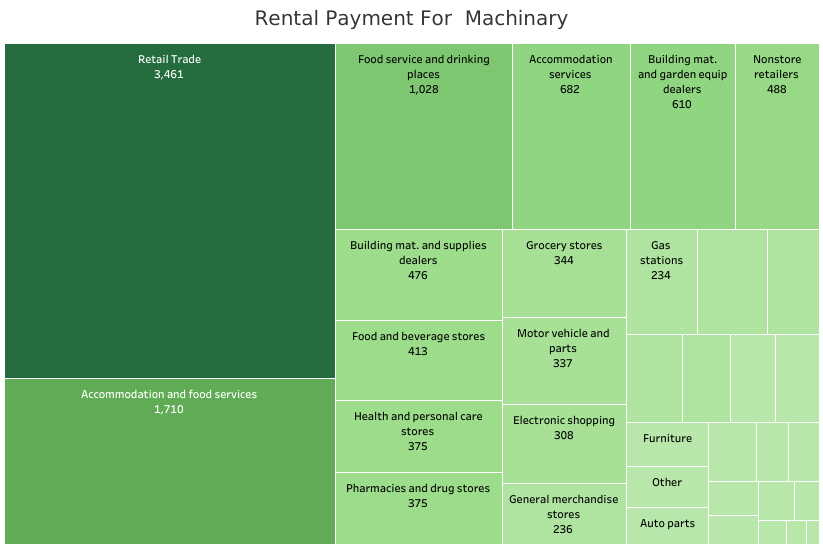 Rental Payment For  Machinary
Retail Trade
3,461
Food service and drinking
places
1,028
Accommodation
services
682
Building mat.
and garden equip
dealers
610
Nonstore
retailers
488
Building mat. and supplies
dealers
476
Grocery stores
344
Gas
stations
234
Food and beverage stores
413
Motor vehicle and
parts
337
Accommodation and food services
1,710
Health and personal care
stores
375
Electronic shopping
308
Furniture
Pharmacies and drug stores
375
General merchandise
stores
236
Other
Auto parts